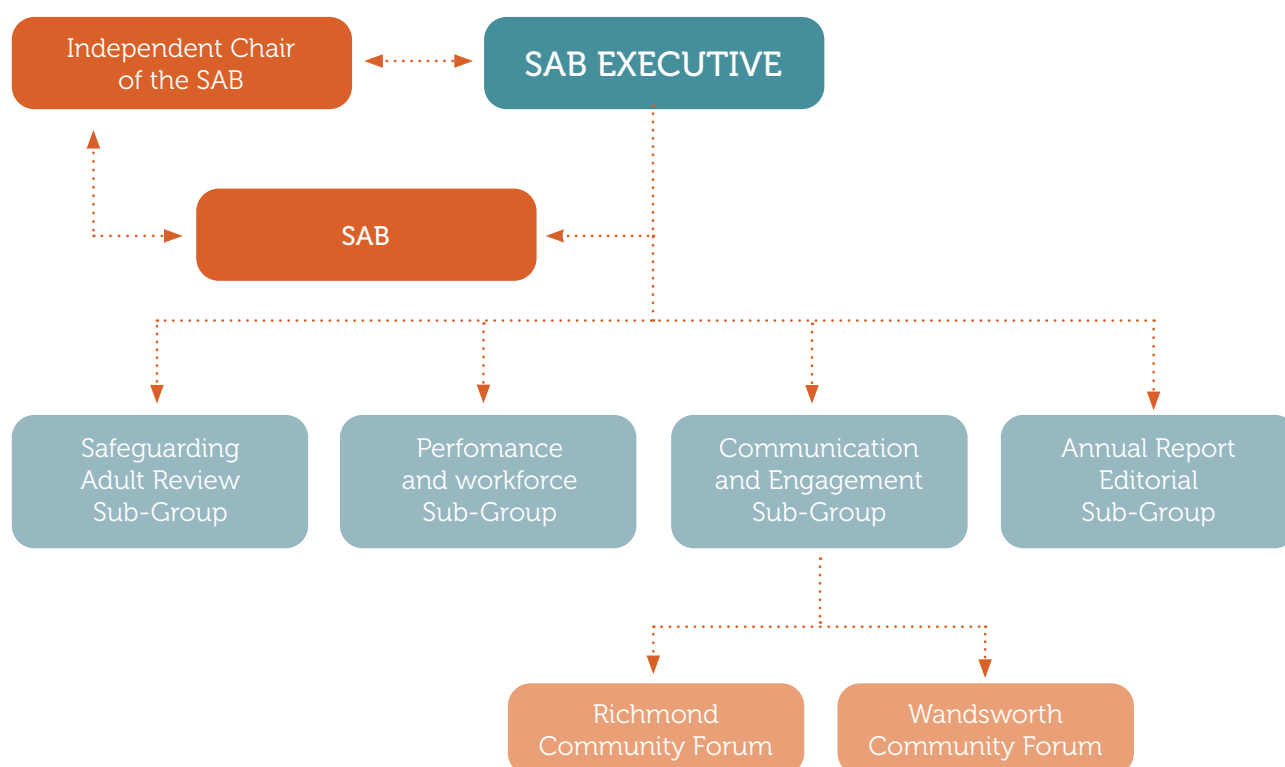 Independent Chair
of the SAB
SAB EXECUTIVE
SAB
Safeguarding
Adult Review
Sub-Group
Perfomance
and workforce
Sub-Group
Communication
and Engagement
Sub-Group
Annual Report
Editorial
Sub-Group
Richmond
Community Forum
Wandsworth
Community Forum